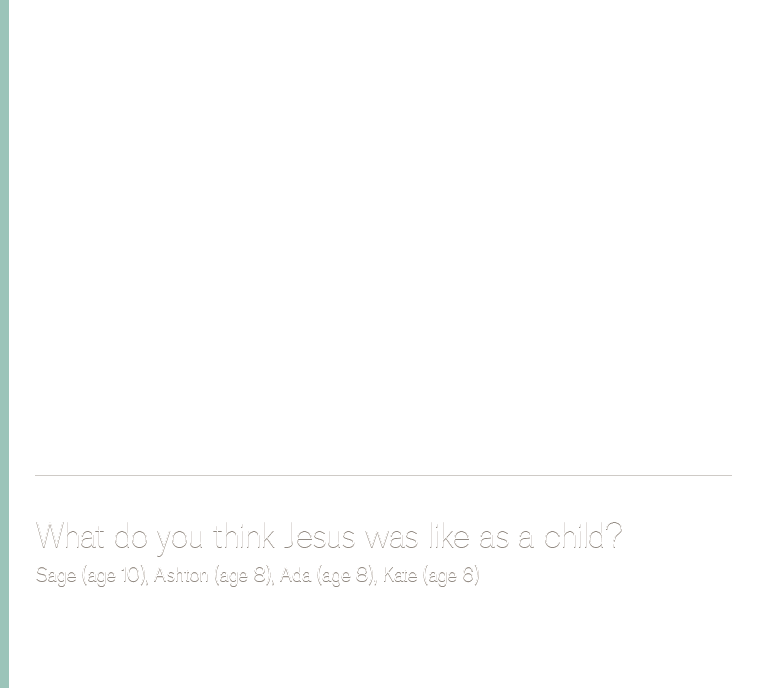 What do you think Jesus was like as a child?
Sage (age 10), Ashton (age 8), Ada (age 8), Kate (age 6)